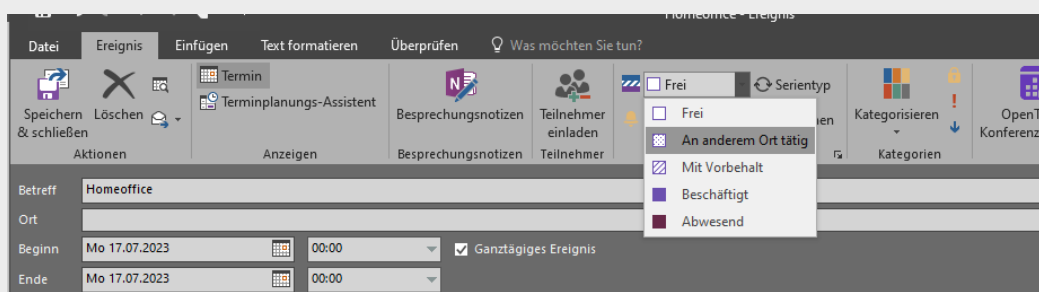 Homeoffice - Ereignis
Datei Ereignis Einfügen Text formatieren Überprüfen Was möchten Sie tun?
Speichern & schließen
Löschen
Aktionen
Termin
Terminplanungs-Assistent
Anzeigen
Besprechungsnotizen
Besprechungsnotizen
Teilnehmer einladen
Teilnehmer
Frei
Serientyp
Frei
An anderem Ort tätig
Mit Vorbehalt
Beschäftigt
Abwesend
Kategorisieren
Kategorien
Betreff Homeoffice
Ort
Beginn Mo 17.07.2023 00:00 Ganztägiges Ereignis
Ende Mo 17.07.2023 00:00